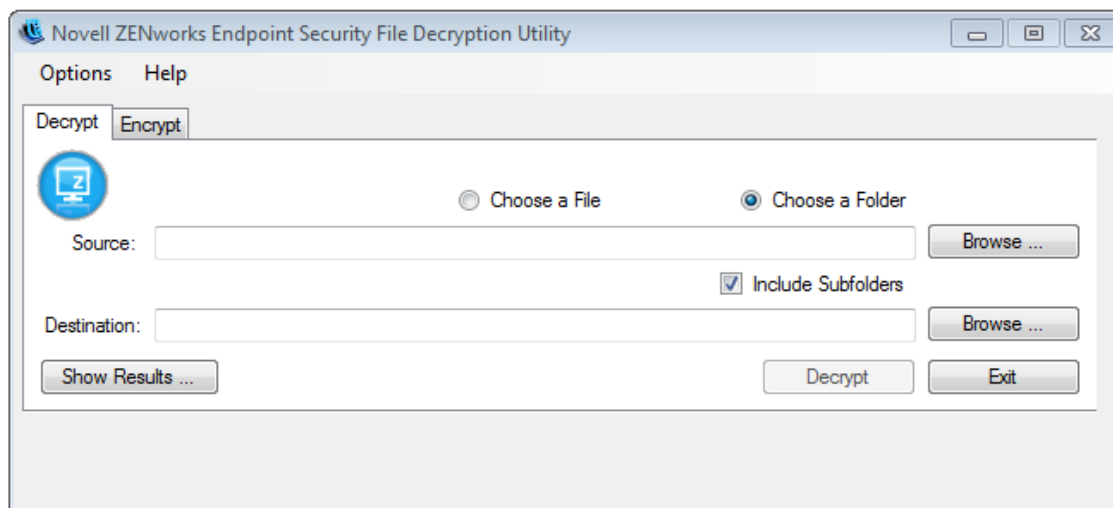 Novell ZENworks Endpoint Security File Decryption Utility
Options Help
Decrypt Encrypt
Z
Choose a File Choose a Folder
Source: Browse ...
Include Subfolders
Destination: Browse ...
Show Results ... Decrypt Exit